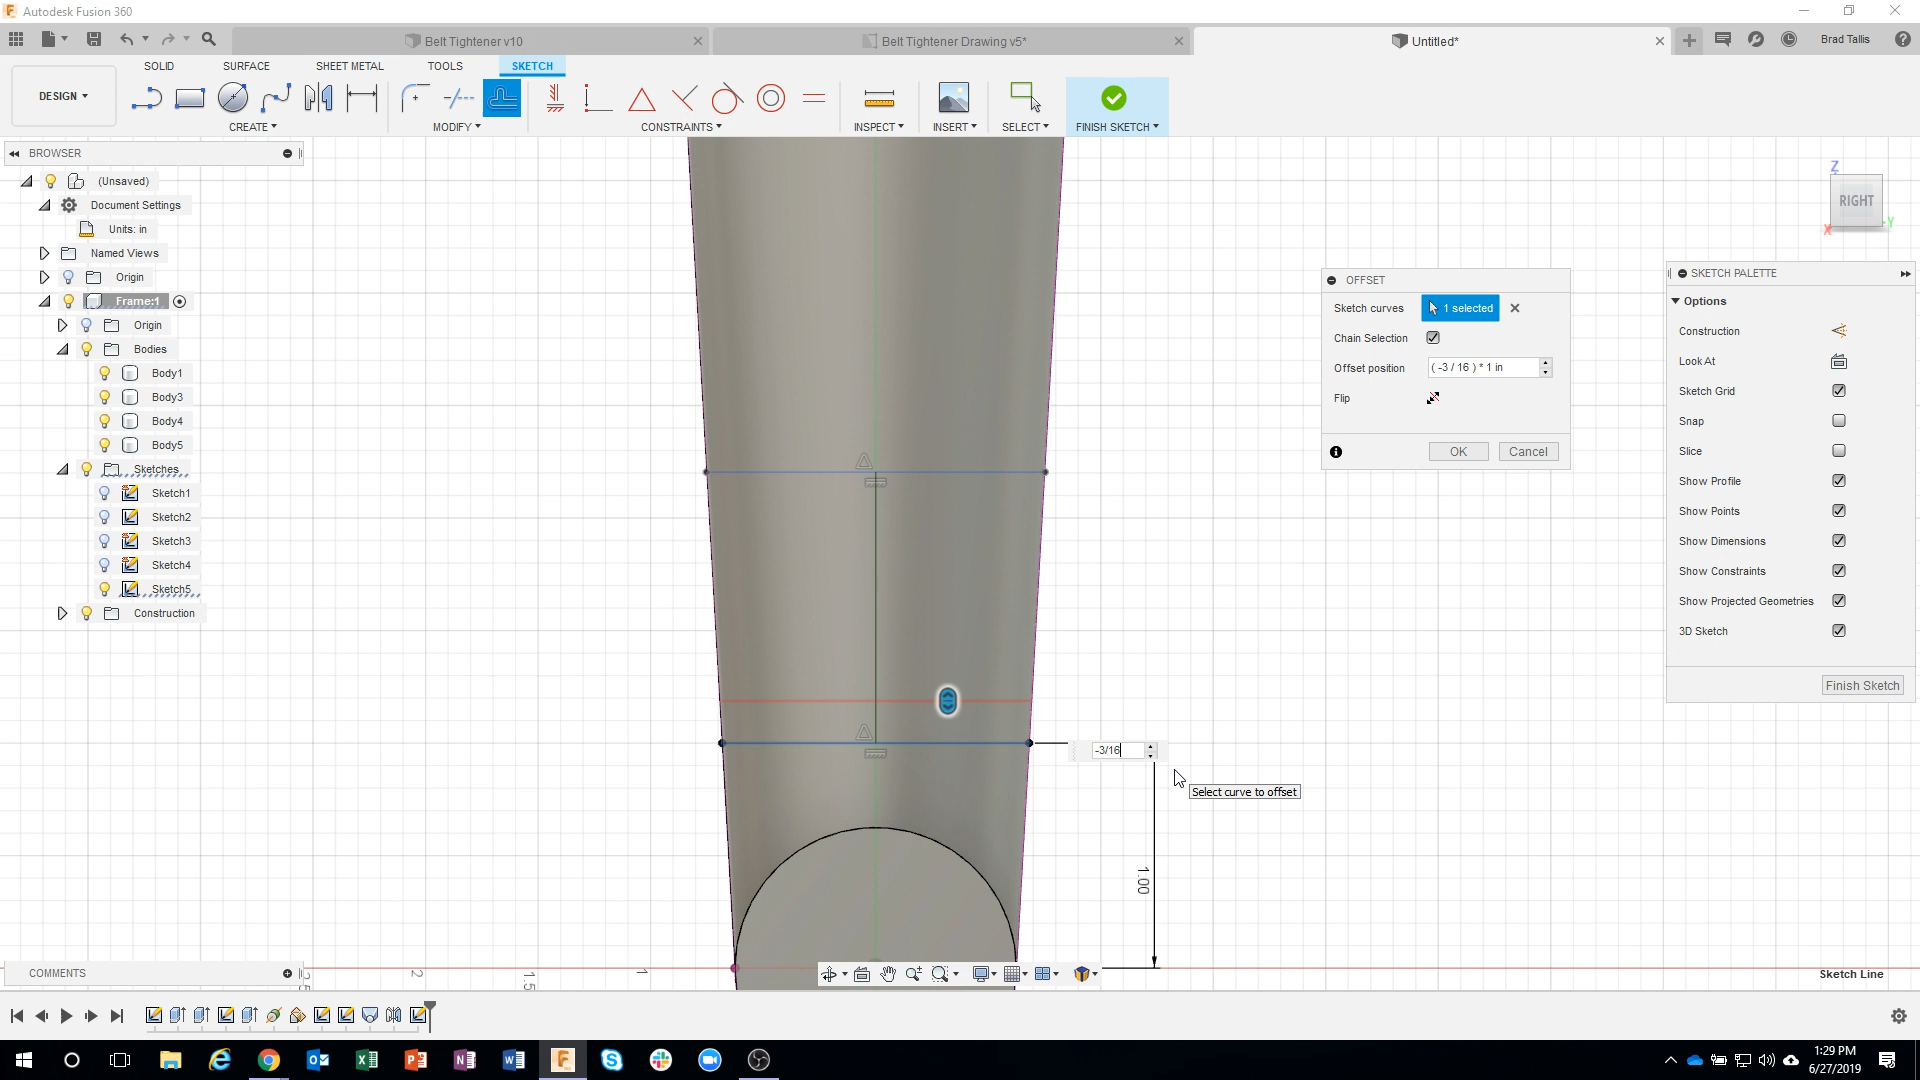 Autodesk Fusion 360
Belt Tightener v10
Belt Tightener Drawing v5*
Untitled*
Brad Tallis
DESIGN
SOLID
SURFACE
SHEET METAL
TOOLS
SKETCH
CREATE
MODIFY
CONSTRAINTS
INSPECT
INSERT
SELECT
FINISH SKETCH
BROWSER
(Unsaved)
Document Settings
Units: in
Named Views
Origin
Frame:1
Origin
Bodies
Body1
Body3
Body4
Body5
Sketches
Sketch1
Sketch2
Sketch3
Sketch4
Sketch5
Construction
Z
RIGHT
X
-Y
OFFSET
Sketch curves
1 selected
Chain Selection
Offset position
( -3 / 16 ) * 1 in
Flip
OK
Cancel
SKETCH PALETTE
Options
Construction
Look At
Sketch Grid
Snap
Slice
Show Profile
Show Points
Show Dimensions
Show Constraints
Show Projected Geometries
3D Sketch
Finish Sketch
-3/16
Select curve to offset
1.00
2
1.5
1
COMMENTS
Sketch Line
1:29 PM
6/27/2019